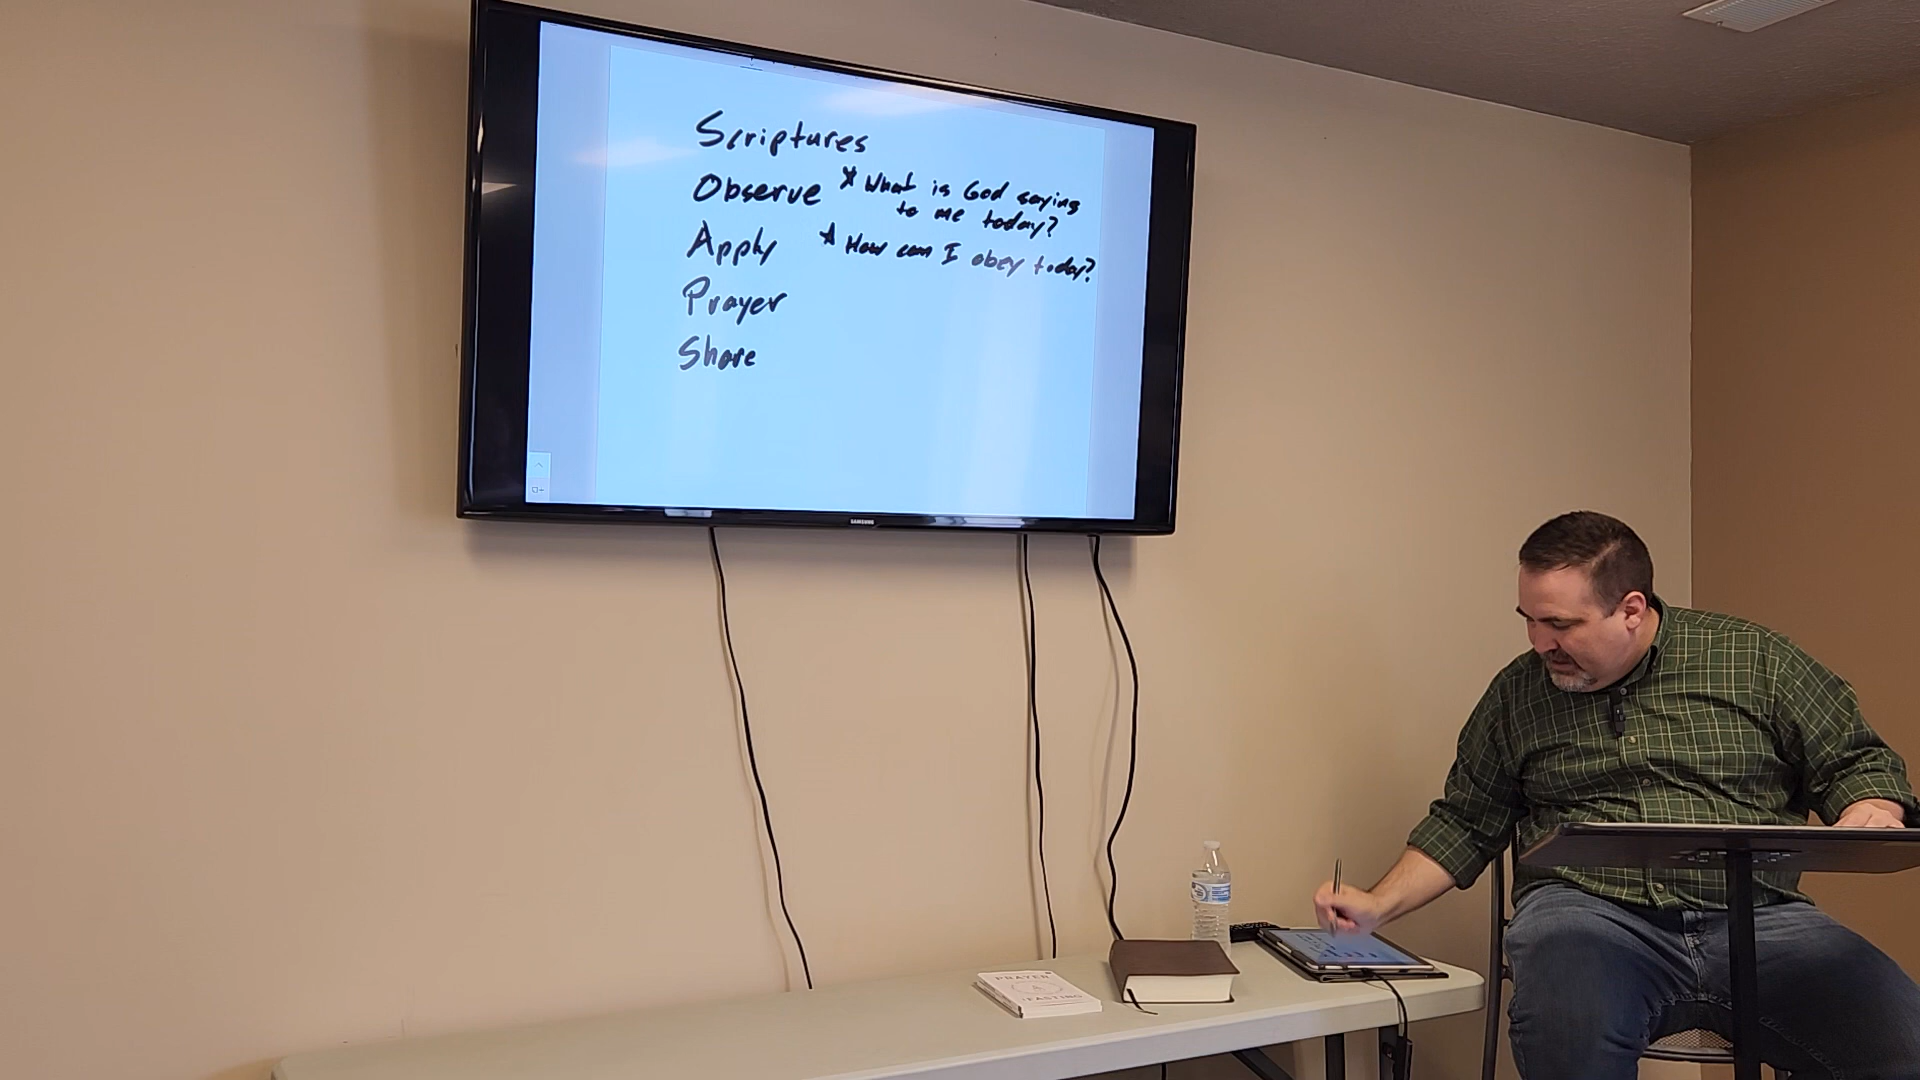 Scriptures
Observe * What is God saying
to me today?
Apply * How can I obey today?
Prayer
Share
SAMSUNG
PRAYER
FASTING